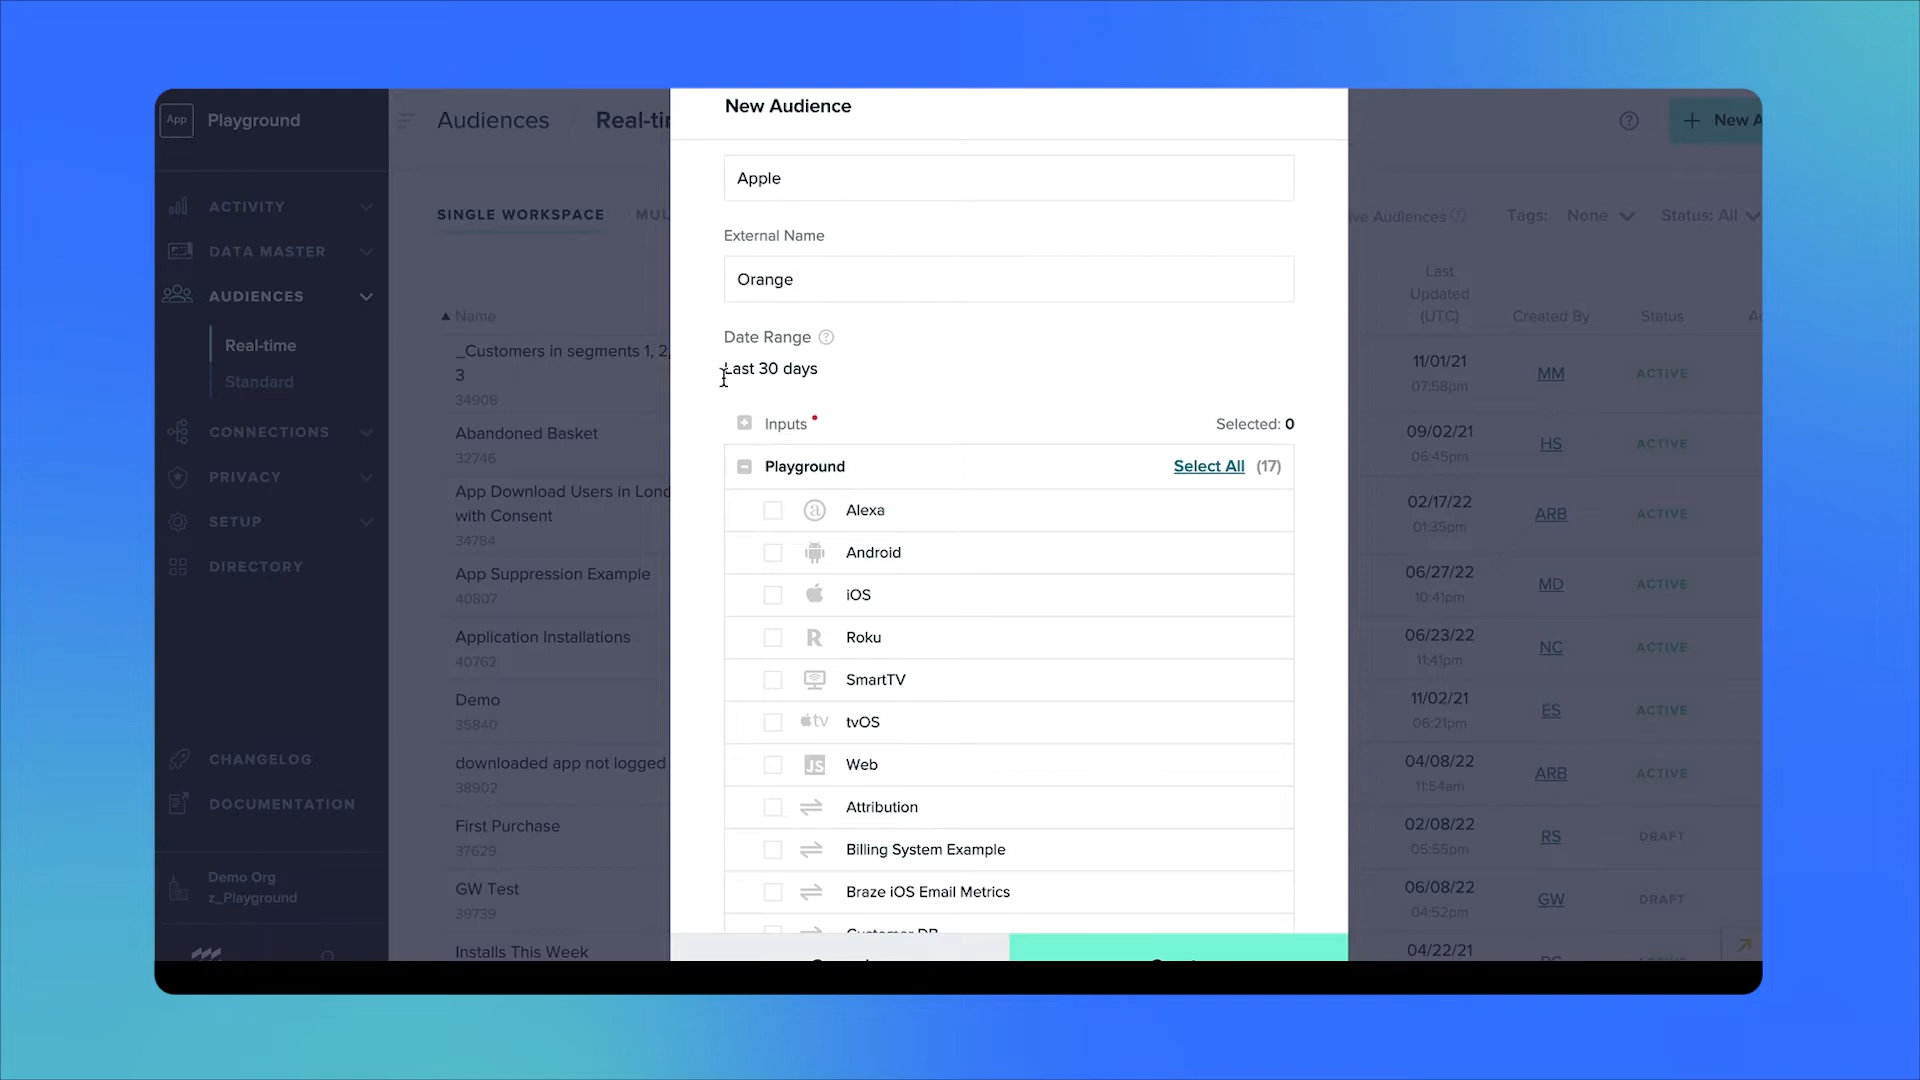 App
Playground
ACTIVITY
DATA MASTER
AUDIENCES
Real-time
Standard
CONNECTIONS
PRIVACY
SETUP
DIRECTORY
CHANGELOG
DOCUMENTATION
Demo Org
z_Playground
Audiences / Real-ti
+ New A
SINGLE WORKSPACE
MUL
ive Audiences
Tags: None
Status: All
Name
_Customers in segments 1, 2,
3
34908
Abandoned Basket
32746
App Download Users in Lond
with Consent
34784
App Suppression Example
40807
Application Installations
40762
Demo
35840
downloaded app not logged
38902
First Purchase
37629
GW Test
39739
Installs This Week
New Audience
Apple
External Name
Orange
Date Range ?
Last 30 days
Inputs
Selected: 0
Playground
Select All (17)
Alexa
Android
iOS
Roku
SmartTV
tv tvOS
JS Web
Attribution
Billing System Example
Braze iOS Email Metrics
Customer DB
Last
Updated
(UTC)
Created By
Status
11/01/21
07:58pm
MM
ACTIVE
09/02/21
06:45pm
HS
ACTIVE
02/17/22
01:35pm
ARB
ACTIVE
06/27/22
10:41pm
MD
ACTIVE
06/23/22
11:41pm
NC
ACTIVE
11/02/21
06:21pm
ES
ACTIVE
04/08/22
11:54am
ARB
ACTIVE
02/08/22
05:55pm
RS
DRAFT
06/08/22
04:52pm
GW
DRAFT
04/22/21